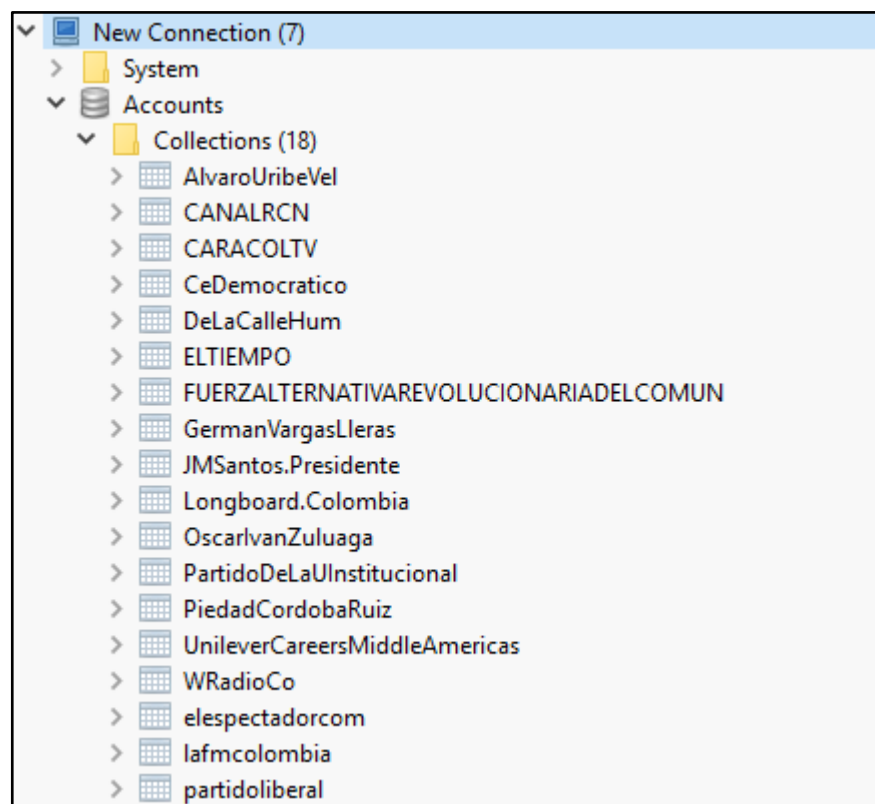 New Connection (7)
System
Accounts
Collections (18)
AlvaroUribeVel
CANALRCN
CARACOLTV
CeDemocratico
DeLaCalleHum
ELTIEMPO
FUERZALTERNATIVAREVOLUCIONARIADELCOMUN
GermanVargasLleras
JMSantos.Presidente
Longboard.Colombia
OscarIvanZuluaga
PartidoDeLaUInstitucional
PiedadCordobaRuiz
UnileverCareersMiddleAmericas
WRadioCo
elespectadorcom
lafmcolombia
partidoliberal